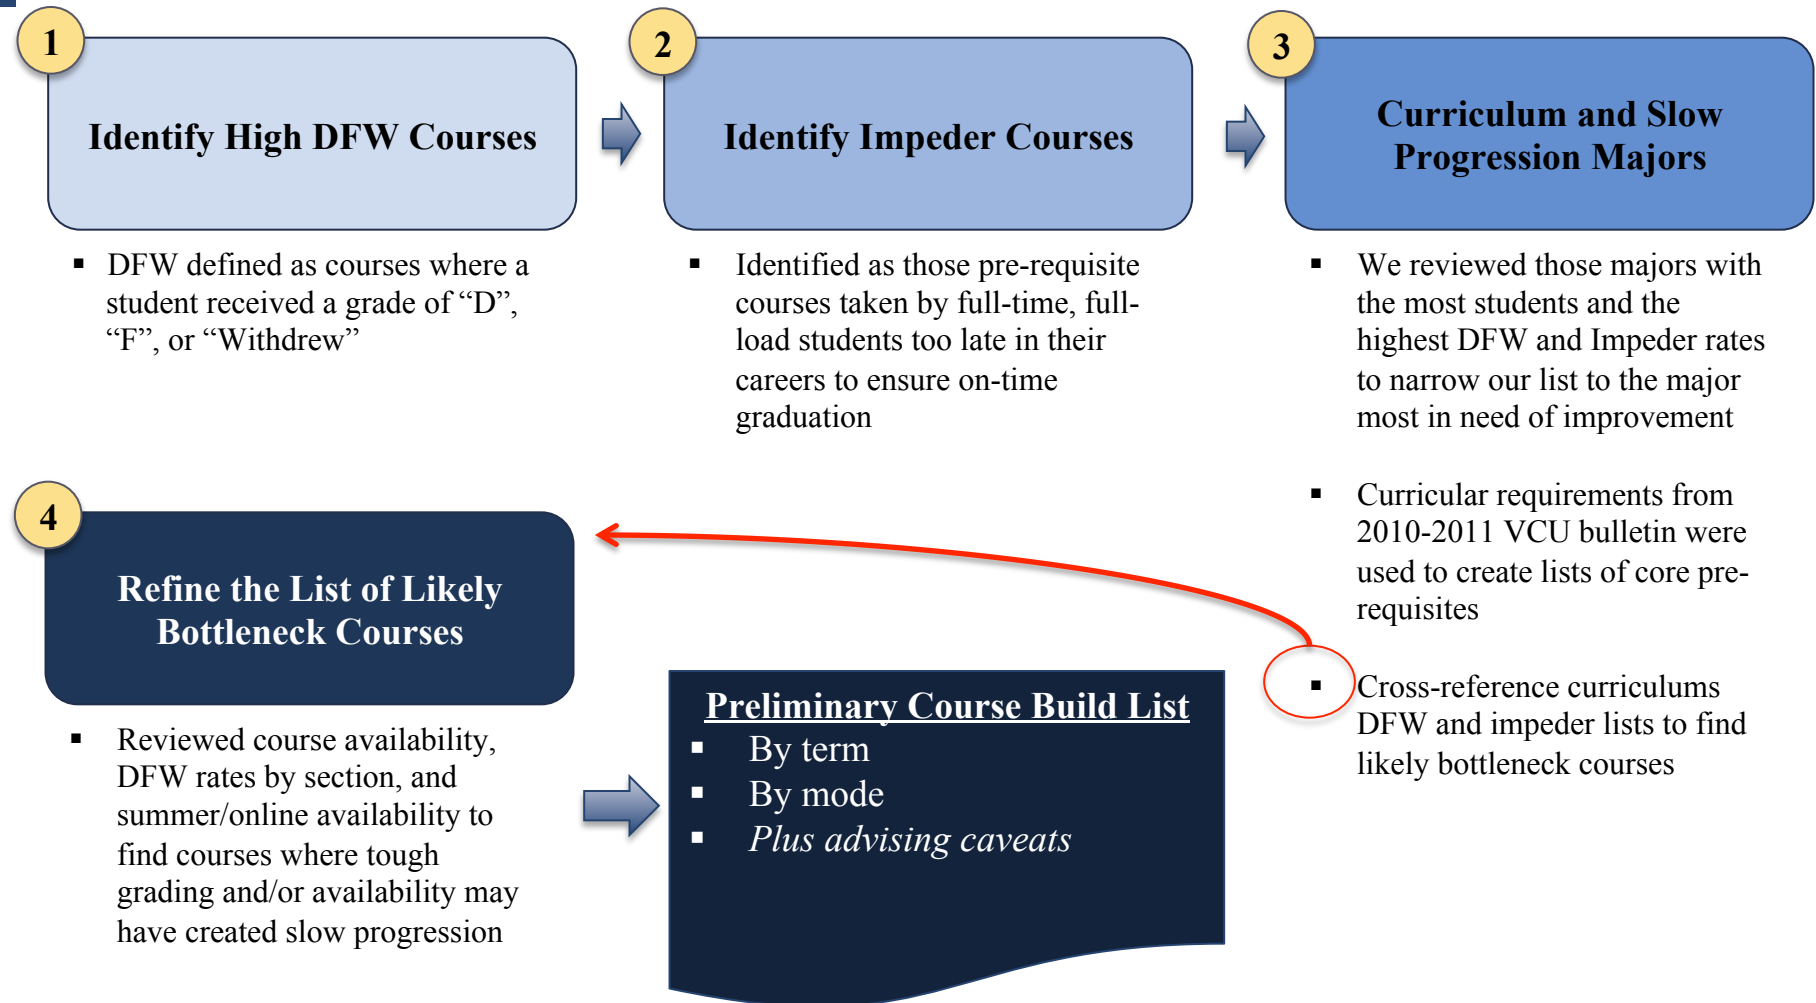 1
Identify High DFW Courses
▪ DFW defined as courses where a
student received a grade of “D”,
“F”, or “Withdrew”
2
Identify Impeder Courses
▪ Identified as those pre-requisite
courses taken by full-time, full-
load students too late in their
careers to ensure on-time
graduation
3
Curriculum and Slow
Progression Majors
▪ We reviewed those majors with
the most students and the
highest DFW and Impeder rates
to narrow our list to the major
most in need of improvement
▪ Curricular requirements from
2010-2011 VCU bulletin were
used to create lists of core pre-
requisites
▪ Cross-reference curriculums
DFW and impeder lists to find
likely bottleneck courses
4
Refine the List of Likely
Bottleneck Courses
▪ Reviewed course availability,
DFW rates by section, and
summer/online availability to
find courses where tough
grading and/or availability may
have created slow progression
Preliminary Course Build List
▪ By term
▪ By mode
▪ Plus advising caveats